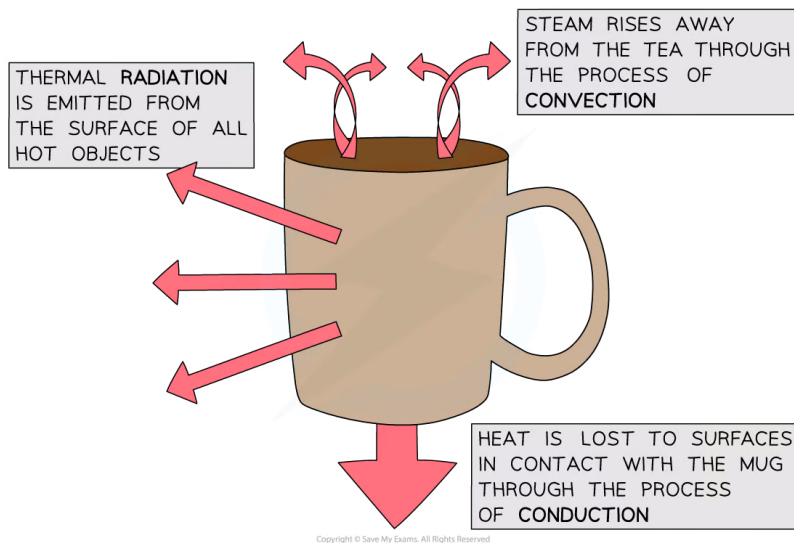 STEAM RISES AWAY
FROM THE TEA THROUGH
THE PROCESS OF
CONVECTION
THERMAL RADIATION
IS EMITTED FROM
THE SURFACE OF ALL
HOT OBJECTS
HEAT IS LOST TO SURFACES
IN CONTACT WITH THE MUG
THROUGH THE PROCESS
OF CONDUCTION
Copyright © Save My Exams. All Rights Reserved